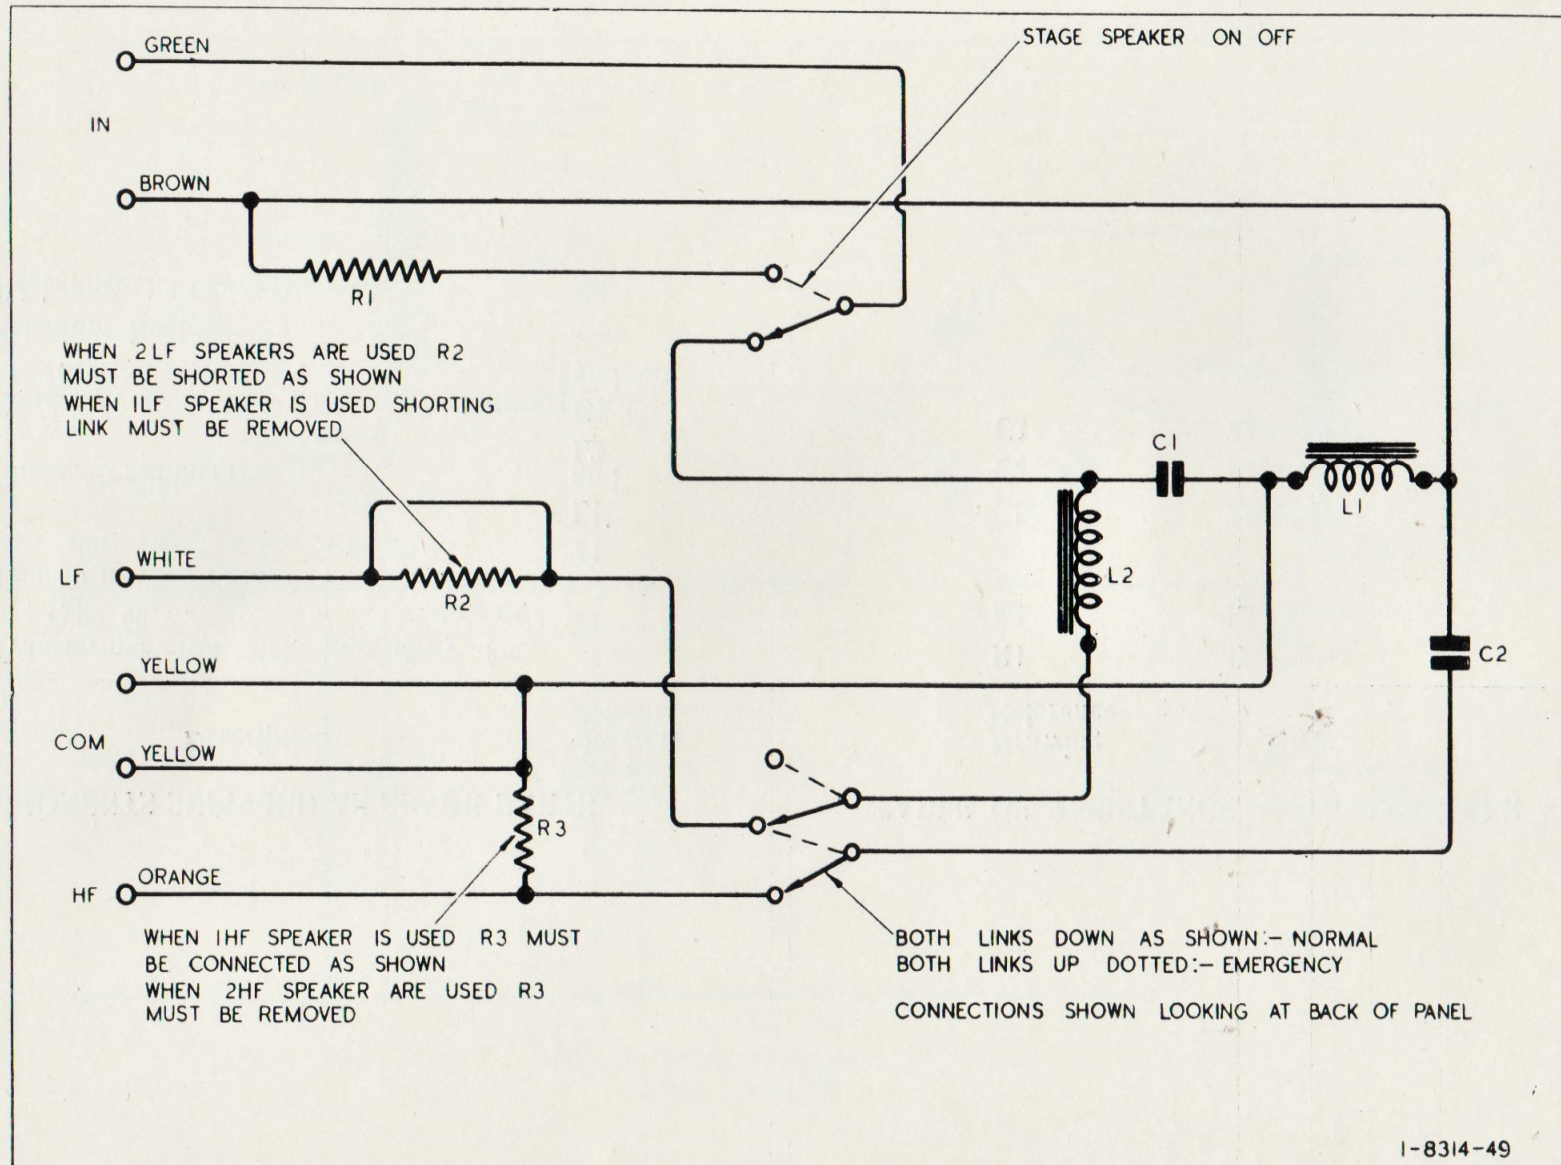 GREEN
STAGE SPEAKER ON OFF
IN
BROWN
R1
WHEN 2LF SPEAKERS ARE USED R2
MUST BE SHORTED AS SHOWN
WHEN 1LF SPEAKER IS USED SHORTING
LINK MUST BE REMOVED
C1
L1
LF
WHITE
R2
L2
C2
YELLOW
COM
YELLOW
R3
HF
ORANGE
WHEN 1HF SPEAKER IS USED R3 MUST
BE CONNECTED AS SHOWN
WHEN 2HF SPEAKER ARE USED R3
MUST BE REMOVED
BOTH LINKS DOWN AS SHOWN:- NORMAL
BOTH LINKS UP DOTTED:- EMERGENCY
CONNECTIONS SHOWN LOOKING AT BACK OF PANEL
1-8314-49